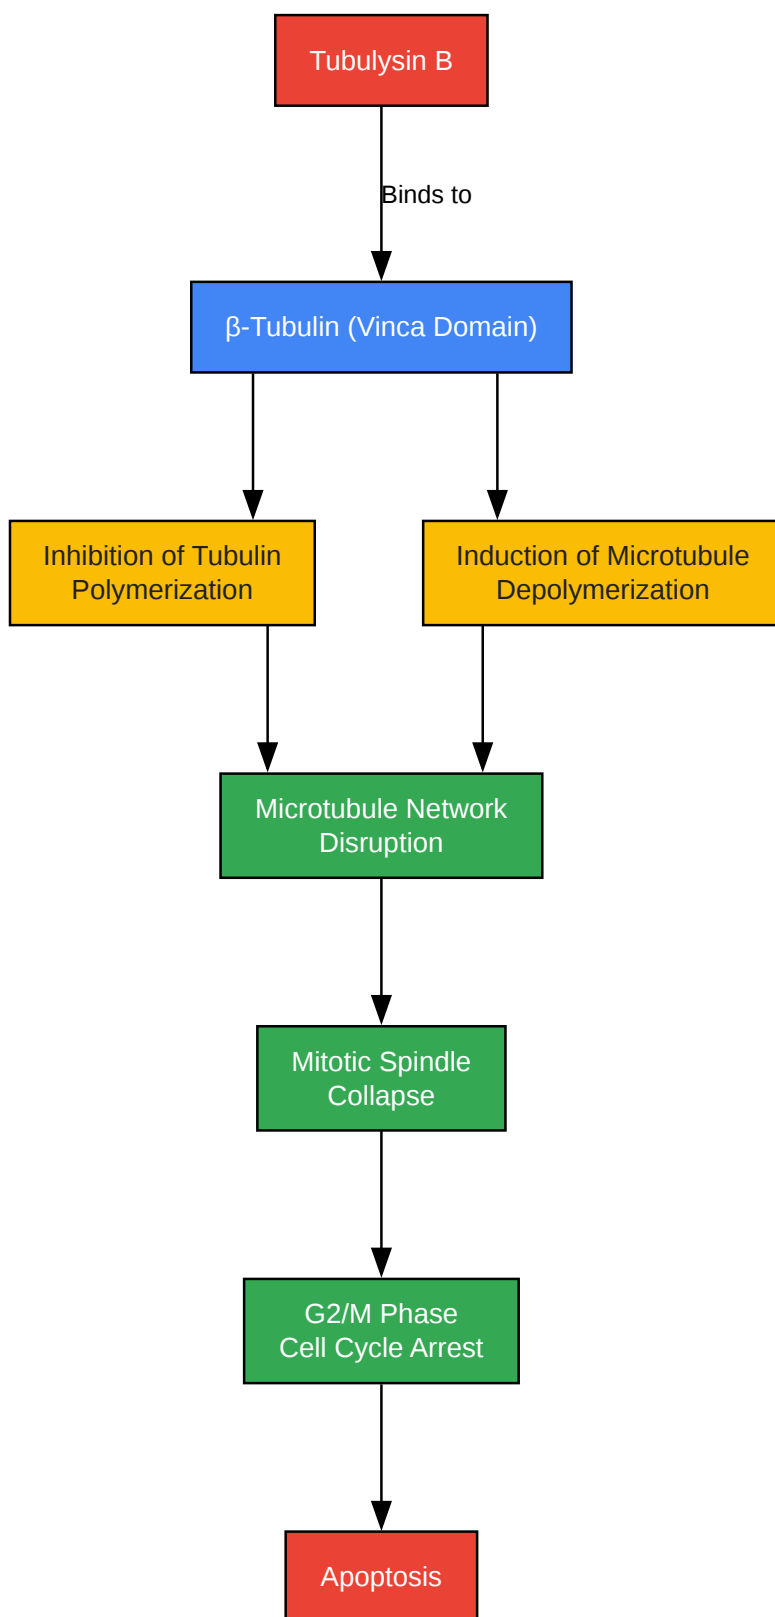 Tubulysin B
Binds to
β-Tubulin (Vinca Domain)
Inhibition of Tubulin
Polymerization
Induction of Microtubule
Depolymerization
Microtubule Network
Disruption
Mitotic Spindle
Collapse
G2/M Phase
Cell Cycle Arrest
Apoptosis